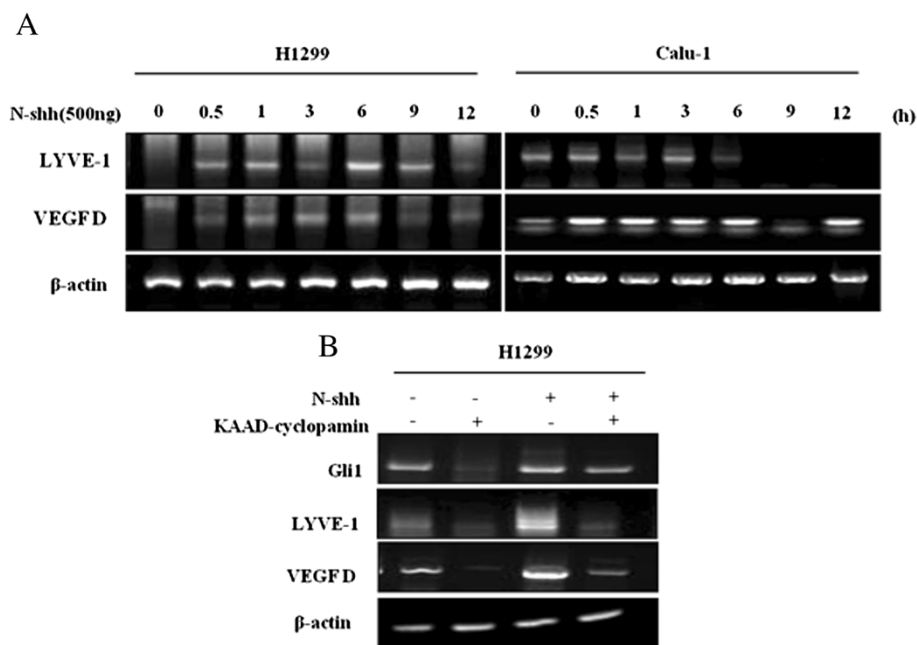 A
H1299 Calu-1
N-shh(500ng) 0 0.5 1 3 6 9 12 0 0.5 1 3 6 9 12 (h)
LYVE-1
VEGFD
β-actin
B
H1299
N-shh - - + +
KAAD-cyclopamin - + - +
Gli1
LYVE-1
VEGFD
β-actin